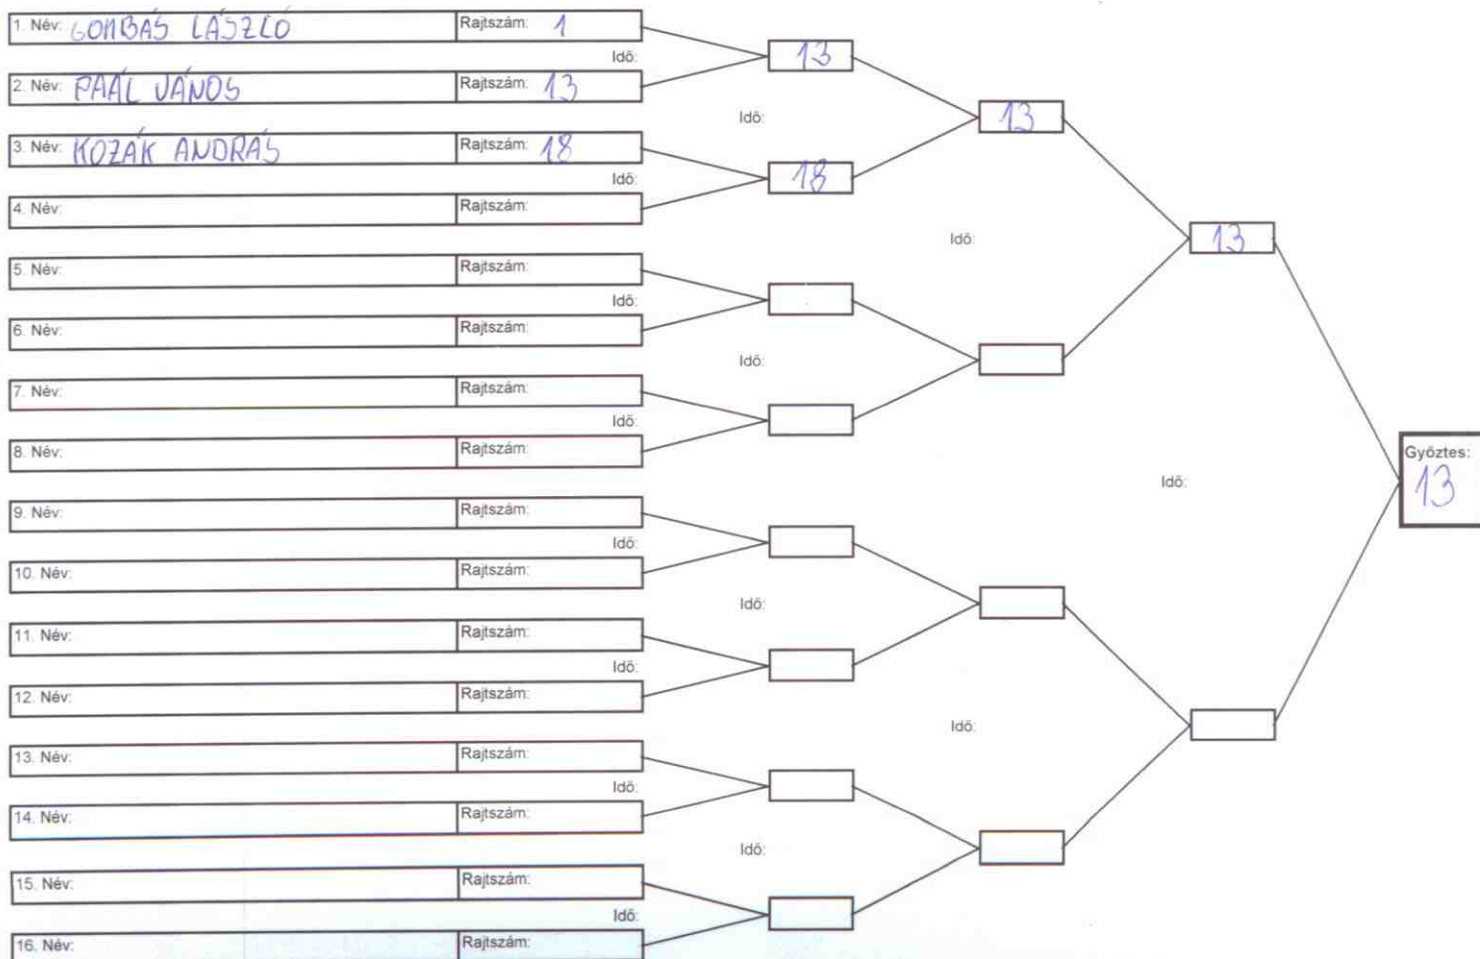 1. Név: GOMBÁS LÁSZLÓ Rajtszám: 1
Idő:
13
2. Név: PAÁL JÁNOS Rajtszám: 13
Idő:
13
3. Név: KOZÁK ANDRÁS Rajtszám: 18
Idő:
18
4. Név: Rajtszám:
Idő:
13
5. Név: Rajtszám:
Idő:
6. Név: Rajtszám:
Idő:
7. Név: Rajtszám:
Idő:
8. Név: Rajtszám:
Győztes:
Idő:
13
9. Név: Rajtszám:
Idő:
10. Név: Rajtszám:
Idő:
11. Név: Rajtszám:
Idő:
12. Név: Rajtszám:
Idő:
13. Név: Rajtszám:
Idő:
14. Név: Rajtszám:
Idő:
15. Név: Rajtszám:
Idő:
16. Név: Rajtszám: